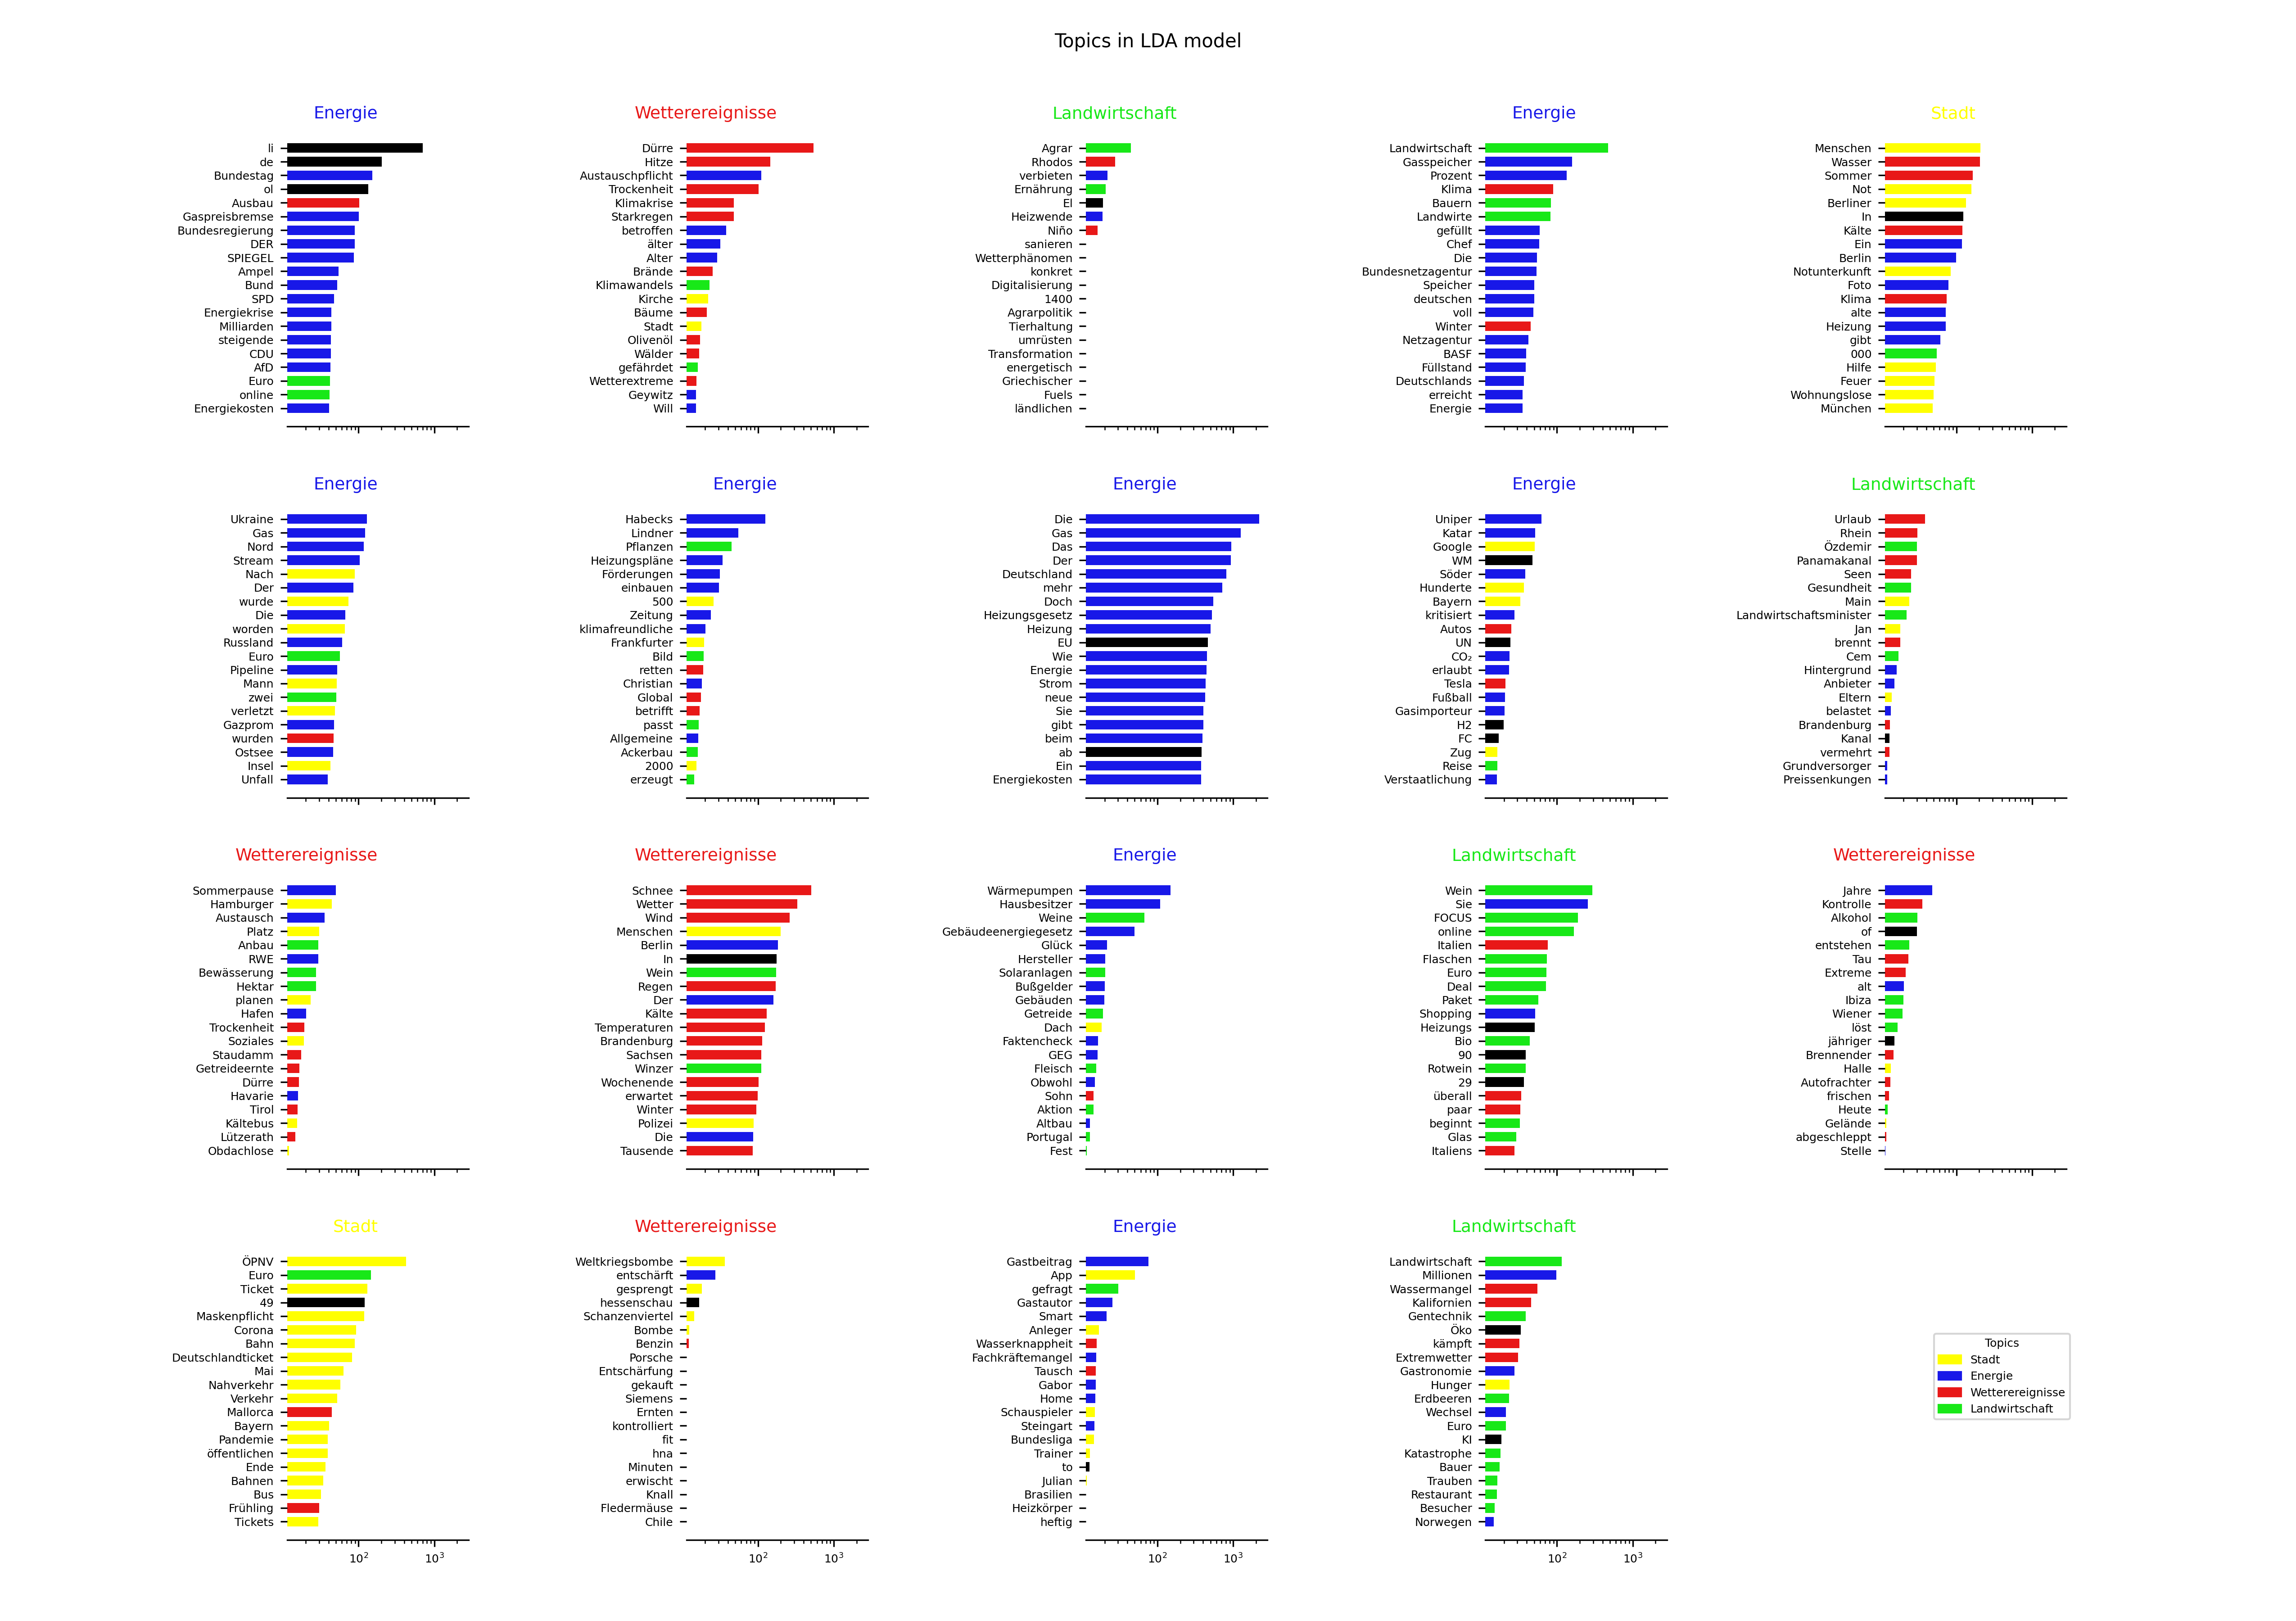 Topics in LDA model
Energie
li
de
Bundestag
ol
Ausbau
Gaspreisbremse
Bundesregierung
DER
SPIEGEL
Ampel
Bund
SPD
Energiekrise
Milliarden
steigende
CDU
AfD
Euro
online
Energiekosten
Wetterereignisse
Dürre
Hitze
Austauschpflicht
Trockenheit
Klimakrise
Starkregen
betroffen
älter
Alter
Brände
Klimawandels
Kirche
Bäume
Stadt
Olivenöl
Wälder
gefährdet
Wetterextreme
Geywitz
Will
Landwirtschaft
Agrar
Rhodos
verbieten
Ernährung
El
Heizwende
Niño
sanieren
Wetterphänomen
konkret
Digitalisierung
1400
Agrarpolitik
Tierhaltung
umrüsten
Transformation
energetisch
Griechischer
Fuels
ländlichen
Energie
Landwirtschaft
Gasspeicher
Prozent
Klima
Bauern
Landwirte
gefüllt
Chef
Die
Bundesnetzagentur
Speicher
deutschen
voll
Winter
Netzagentur
BASF
Füllstand
Deutschlands
erreicht
Energie
Stadt
Menschen
Wasser
Sommer
Not
Berliner
In
Kälte
Ein
Berlin
Notunterkunft
Foto
Klima
alte
Heizung
gibt
000
Hilfe
Feuer
Wohnungslose
München
Energie
Ukraine
Gas
Nord
Stream
Nach
Der
wurde
Die
worden
Russland
Euro
Pipeline
Mann
zwei
verletzt
Gazprom
wurden
Ostsee
Insel
Unfall
Energie
Habecks
Lindner
Pflanzen
Heizungspläne
Förderungen
einbauen
500
Zeitung
klimafreundliche
Frankfurter
Bild
retten
Christian
Global
betrifft
passt
Allgemeine
Ackerbau
2000
erzeugt
Energie
Die
Gas
Das
Der
Deutschland
mehr
Doch
Heizungsgesetz
Heizung
EU
Wie
Energie
Strom
neue
Sie
gibt
beim
ab
Ein
Energiekosten
Energie
Uniper
Katar
Google
WM
Söder
Hunderte
Bayern
kritisiert
Autos
UN
CO₂
erlaubt
Tesla
Fußball
Gasimporteur
H2
FC
Zug
Reise
Verstaatlichung
Landwirtschaft
Urlaub
Rhein
Özdemir
Panamakanal
Seen
Gesundheit
Main
Landwirtschaftsminister
Jan
brennt
Cem
Hintergrund
Anbieter
Eltern
belastet
Brandenburg
Kanal
vermehrt
Grundversorger
Preissenkungen
Wetterereignisse
Sommerpause
Hamburger
Austausch
Platz
Anbau
RWE
Bewässerung
Hektar
planen
Hafen
Trockenheit
Soziales
Staudamm
Getreideernte
Dürre
Havarie
Tirol
Kältebus
Lützerath
Obdachlose
Wetterereignisse
Schnee
Wetter
Wind
Menschen
Berlin
In
Wein
Regen
Der
Kälte
Temperaturen
Brandenburg
Sachsen
Winzer
Wochenende
erwartet
Winter
Polizei
Die
Tausende
Energie
Wärmepumpen
Hausbesitzer
Weine
Gebäudeenergiegesetz
Glück
Hersteller
Solaranlagen
Bußgelder
Gebäuden
Getreide
Dach
Faktencheck
GEG
Fleisch
Obwohl
Sohn
Aktion
Altbau
Portugal
Fest
Landwirtschaft
Wein
Sie
FOCUS
online
Italien
Flaschen
Euro
Deal
Paket
Shopping
Heizungs
Bio
90
Rotwein
29
überall
paar
beginnt
Glas
Italiens
Wetterereignisse
Jahre
Kontrolle
Alkohol
of
entstehen
Tau
Extreme
alt
Ibiza
Wiener
löst
jähriger
Brennender
Halle
Autofrachter
frischen
Heute
Gelände
abgeschleppt
Stelle
Stadt
ÖPNV
Euro
Ticket
49
Maskenpflicht
Corona
Bahn
Deutschlandticket
Mai
Nahverkehr
Verkehr
Mallorca
Bayern
Pandemie
öffentlichen
Ende
Bahnen
Bus
Frühling
Tickets
10² 10³
Wetterereignisse
Weltkriegsbombe
entschärft
gesprengt
hessenschau
Schanzenviertel
Bombe
Benzin
Porsche
Entschärfung
gekauft
Siemens
Ernten
kontrolliert
fit
hna
Minuten
erwischt
Knall
Fledermäuse
Chile
10² 10³
Energie
Gastbeitrag
App
gefragt
Gastautor
Smart
Anleger
Wasserknappheit
Fachkräftemangel
Tausch
Gabor
Home
Schauspieler
Steingart
Bundesliga
Trainer
to
Julian
Brasilien
Heizkörper
heftig
10² 10³
Landwirtschaft
Landwirtschaft
Millionen
Wassermangel
Kalifornien
Gentechnik
Öko
kämpft
Extremwetter
Gastronomie
Hunger
Erdbeeren
Wechsel
Euro
KI
Katastrophe
Bauer
Trauben
Restaurant
Besucher
Norwegen
10² 10³
Topics
Stadt
Energie
Wetterereignisse
Landwirtschaft